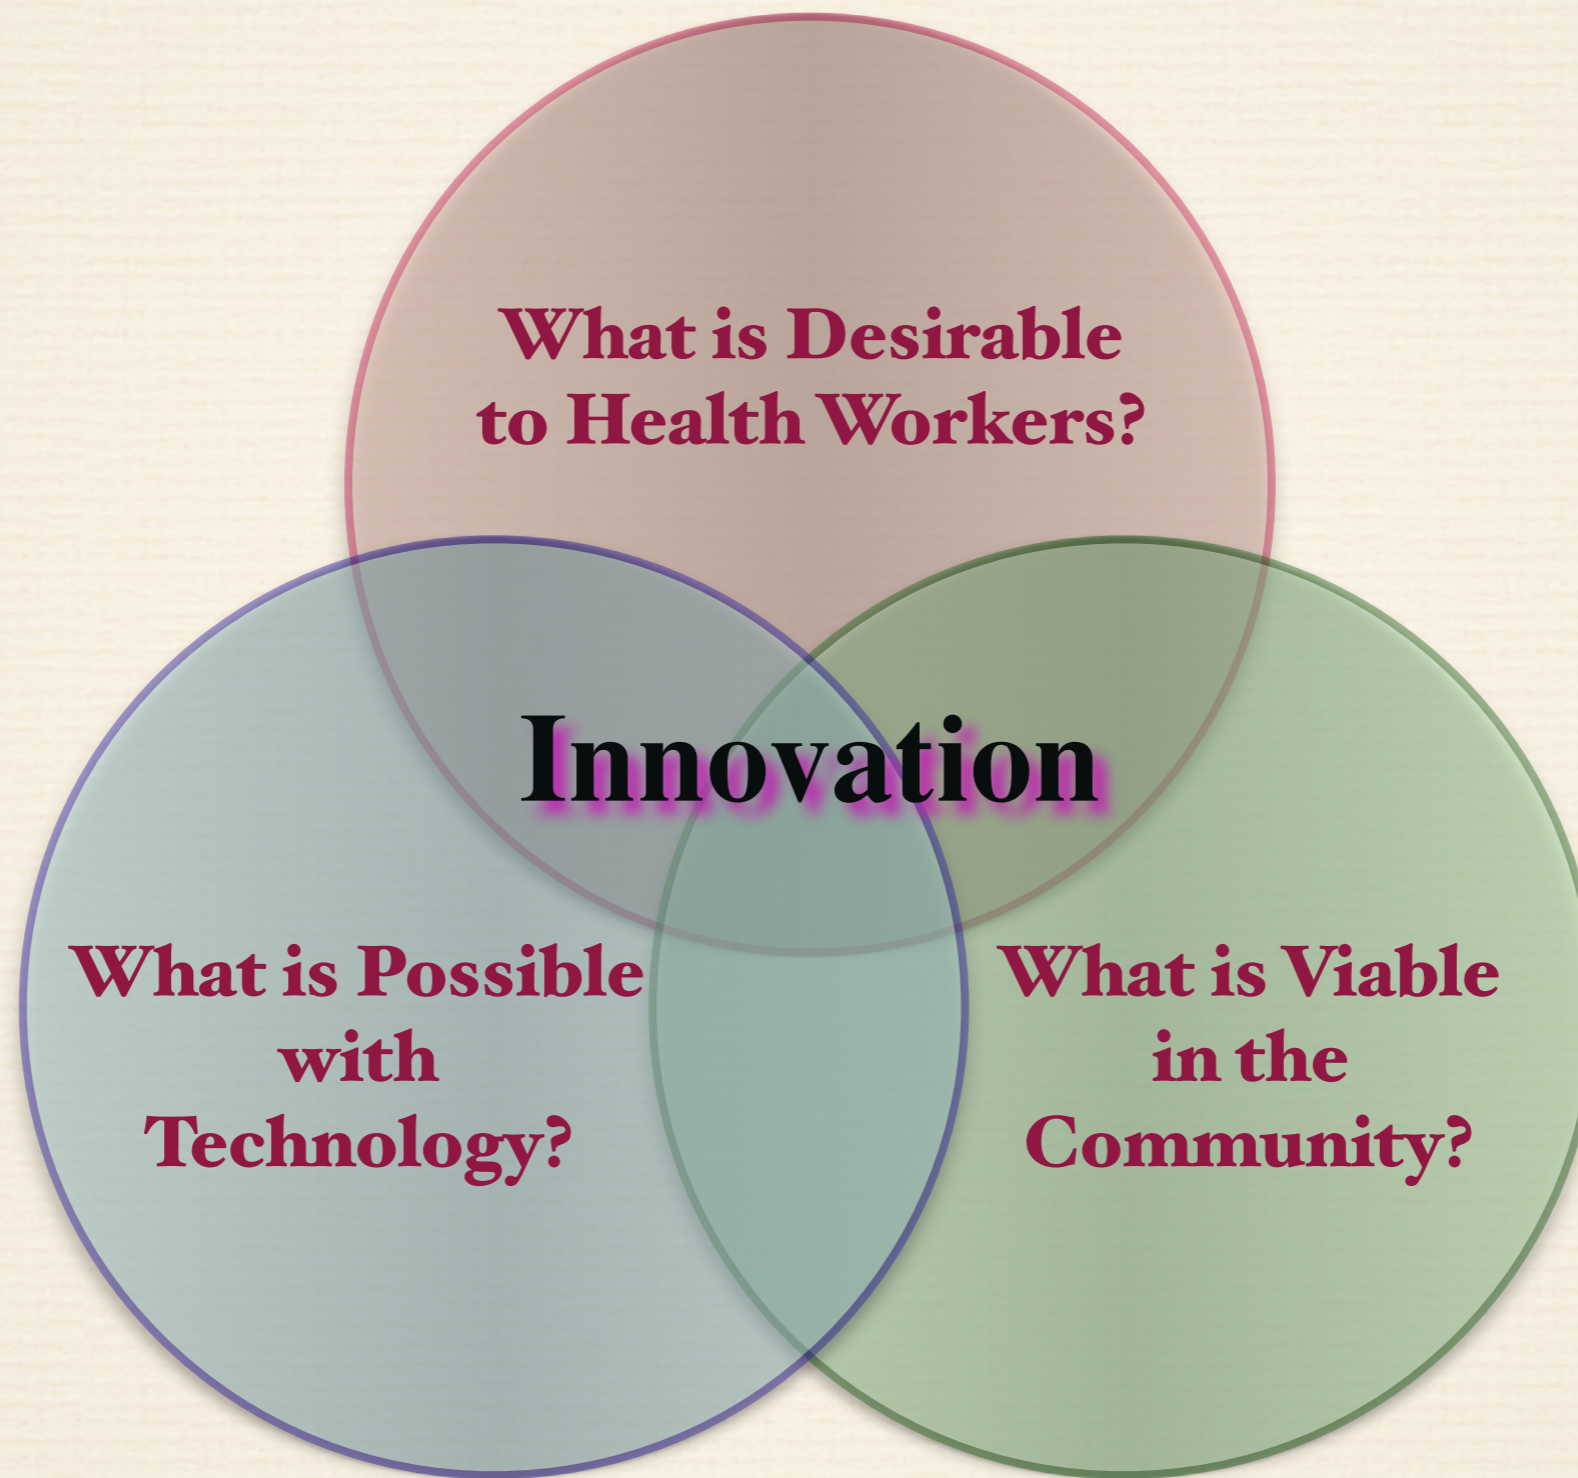 What is Desirable
to Health Workers?
Innovation
What is Possible
with
Technology?
What is Viable
in the
Community?